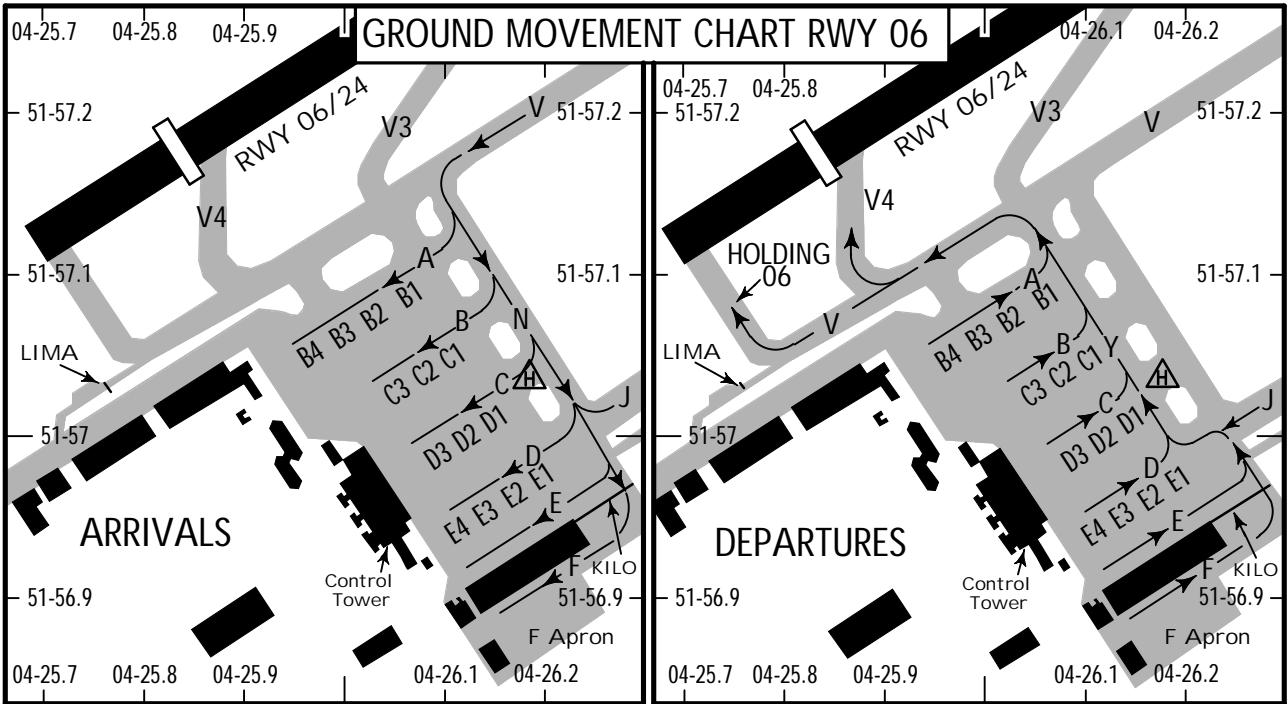 GROUND MOVEMENT CHART RWY 06
04-25.7 04-25.8 04-25.9
51-57.2
RWY 06/24
V3
V
V4
51-57.1
A
B4 B3 B2 B1
B
N
C3 C2 C1
LIMA
C
H
J
51-57
D3 D2 D1
D
E4 E3 E2 E1
E
ARRIVALS
Control
Tower
F
KILO
51-56.9
51-56.9
F Apron
04-25.7 04-25.8 04-25.9 04-26.1 04-26.2
04-26.1 04-26.2
04-25.7 04-25.8
51-57.2
51-57.2
RWY 06/24
V3
V
V4
HOLDING
06
51-57.1
51-57.1
A
B4 B3 B2 B1
V
B
Y
C3 C2 C1
LIMA
C
H
J
51-57
D3 D2 D1
D
E4 E3 E2 E1
E
DEPARTURES
Control
Tower
F
KILO
51-56.9
51-56.9
F Apron
04-25.7 04-25.8 04-25.9 04-26.1 04-26.2